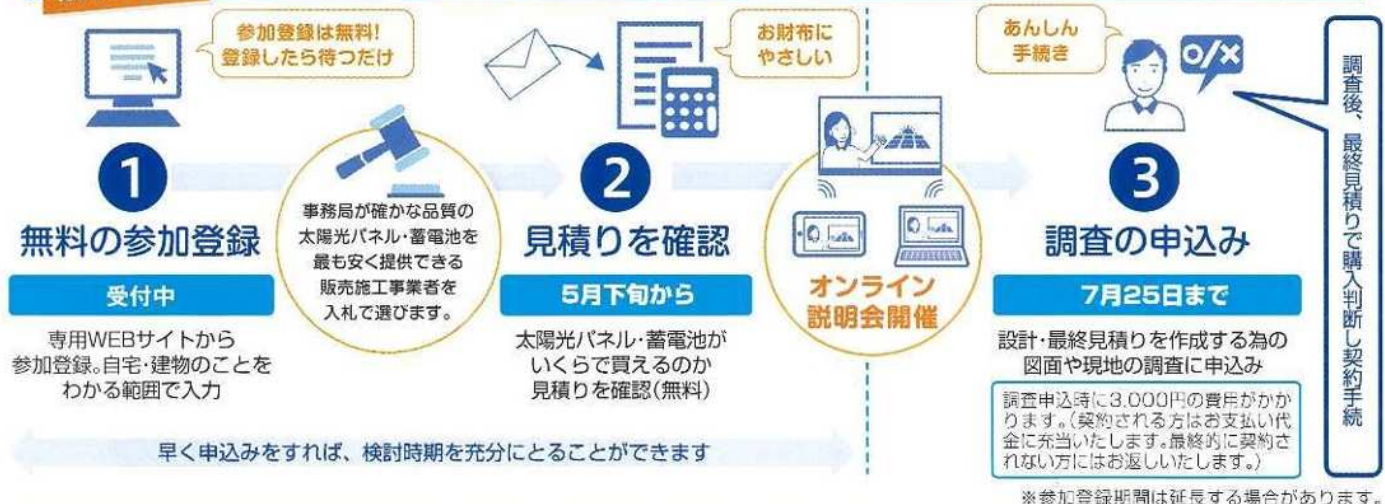 参加登録は無料!
登録したら待つだけ
1
無料の参加登録
受付中
専用WEBサイトから
参加登録。自宅・建物のことを
わかる範囲で入力
事務局が確かな品質の
太陽光パネル・蓄電池を
最も安く提供できる
販売施工事業者を
入札で選びます。
お財布に
やさしい
2
見積りを確認
5月下旬から
太陽光パネル・蓄電池が
いくらで買えるのか
見積りを確認(無料)
早く申込みをすれば、検討時期を充分にとることができます
オンライン
説明会開催
あんしん
手続き
o/x
3
調査の申込み
7月25日まで
設計・最終見積りを作成する為の
図面や現地の調査に申込み
調査申込時に3,000円の費用がかか
ります。(契約される方はお支払い代
金に充当いたします。最終的に契約さ
れない方にはお返しいたします。)
調査後、最終見積りで購入判断し契約手続
※参加登録期間は延長する場合があります。